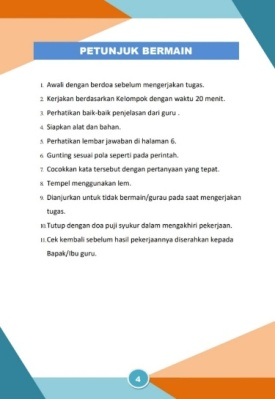 PETUNJUK BERMAIN
1. Awali dengan berdoa sebelum mengerjakan tugas.
2. Kerjakan berdasarkan Kelompok dengan waktu 20 menit.
3. Perhatikan baik-baik penjelasan dari guru .
4. Siapkan alat dan bahan.
5. Perhatikan lembar jawaban di halaman 6.
6. Gunting sesuai pola seperti pada perintah.
7. Cocokkan kata tersebut dengan pertanyaan yang tepat.
8. Tempel menggunakan lem.
9. Dianjurkan untuk tidak bermain/gurau pada saat mengerjakan
tugas.
10. Tutup dengan doa puji syukur dalam mengakhiri pekerjaan.
11. Cek kembali sebelum hasil pekerjaannya diserahkan kepada
Bapak/Ibu guru.
4